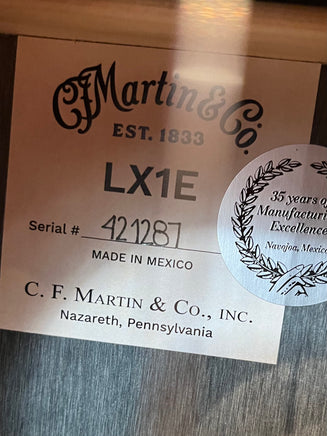 CFMartin & Co.
EST. 1833
LX1E
Serial # 421287
MADE IN MEXICO
C. F. MARTIN & CO., INC.
Nazareth, Pennsylvania
35 years of
Manufacturing
Excellence
Navojoa, Mexico